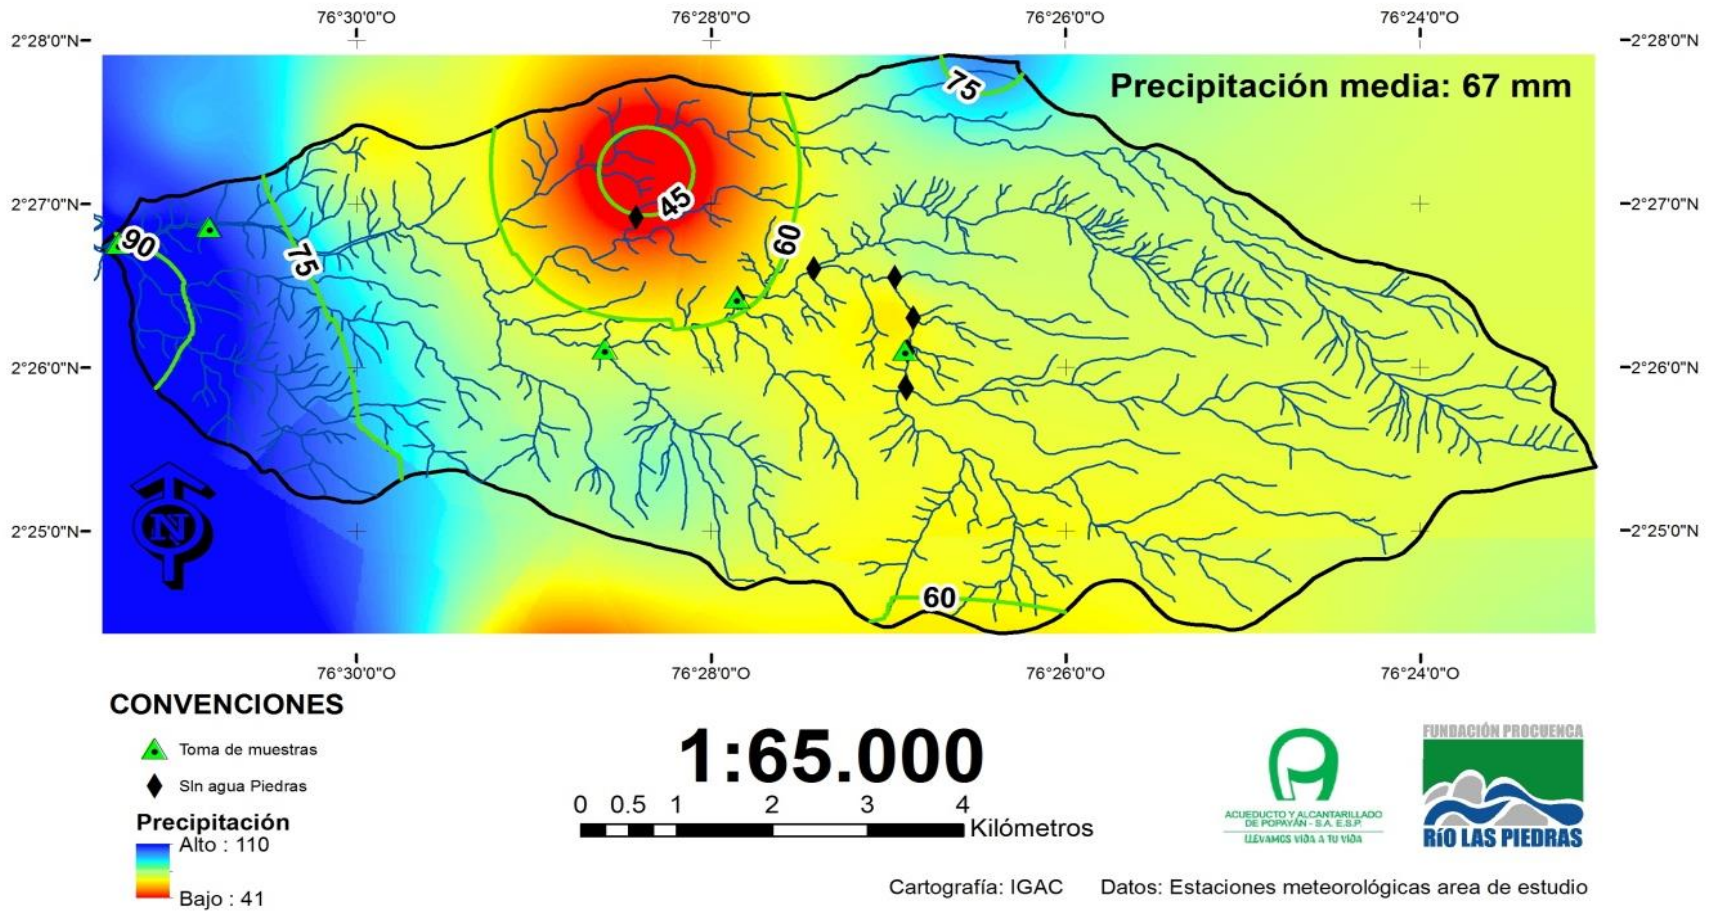 76°30'0"O
76°28'0"O
76°26'0"O
76°24'0"O
2°28'0"N
2°28'0"N
75
Precipitación media: 67 mm
2°27'0"N
2°27'0"N
45
90
75
60
2°26'0"N
2°26'0"N
2°25'0"N
2°25'0"N
N
60
76°30'0"O
76°28'0"O
76°26'0"O
76°24'0"O
CONVENCIONES
Toma de muestras
SIn agua Piedras
Precipitación
Alto : 110
Bajo : 41
1:65.000
0 0.5 1 2 3 4
Kilómetros
ACUEDUCTO Y ALCANTARILLADO
DE POPAYÁN - S.A. E.S.P.
LLEVAMOS VIDA A TU VIDA
FUNDACIÓN PROCUENCA
RÍO LAS PIEDRAS
Cartografía: IGAC
Datos: Estaciones meteorológicas area de estudio